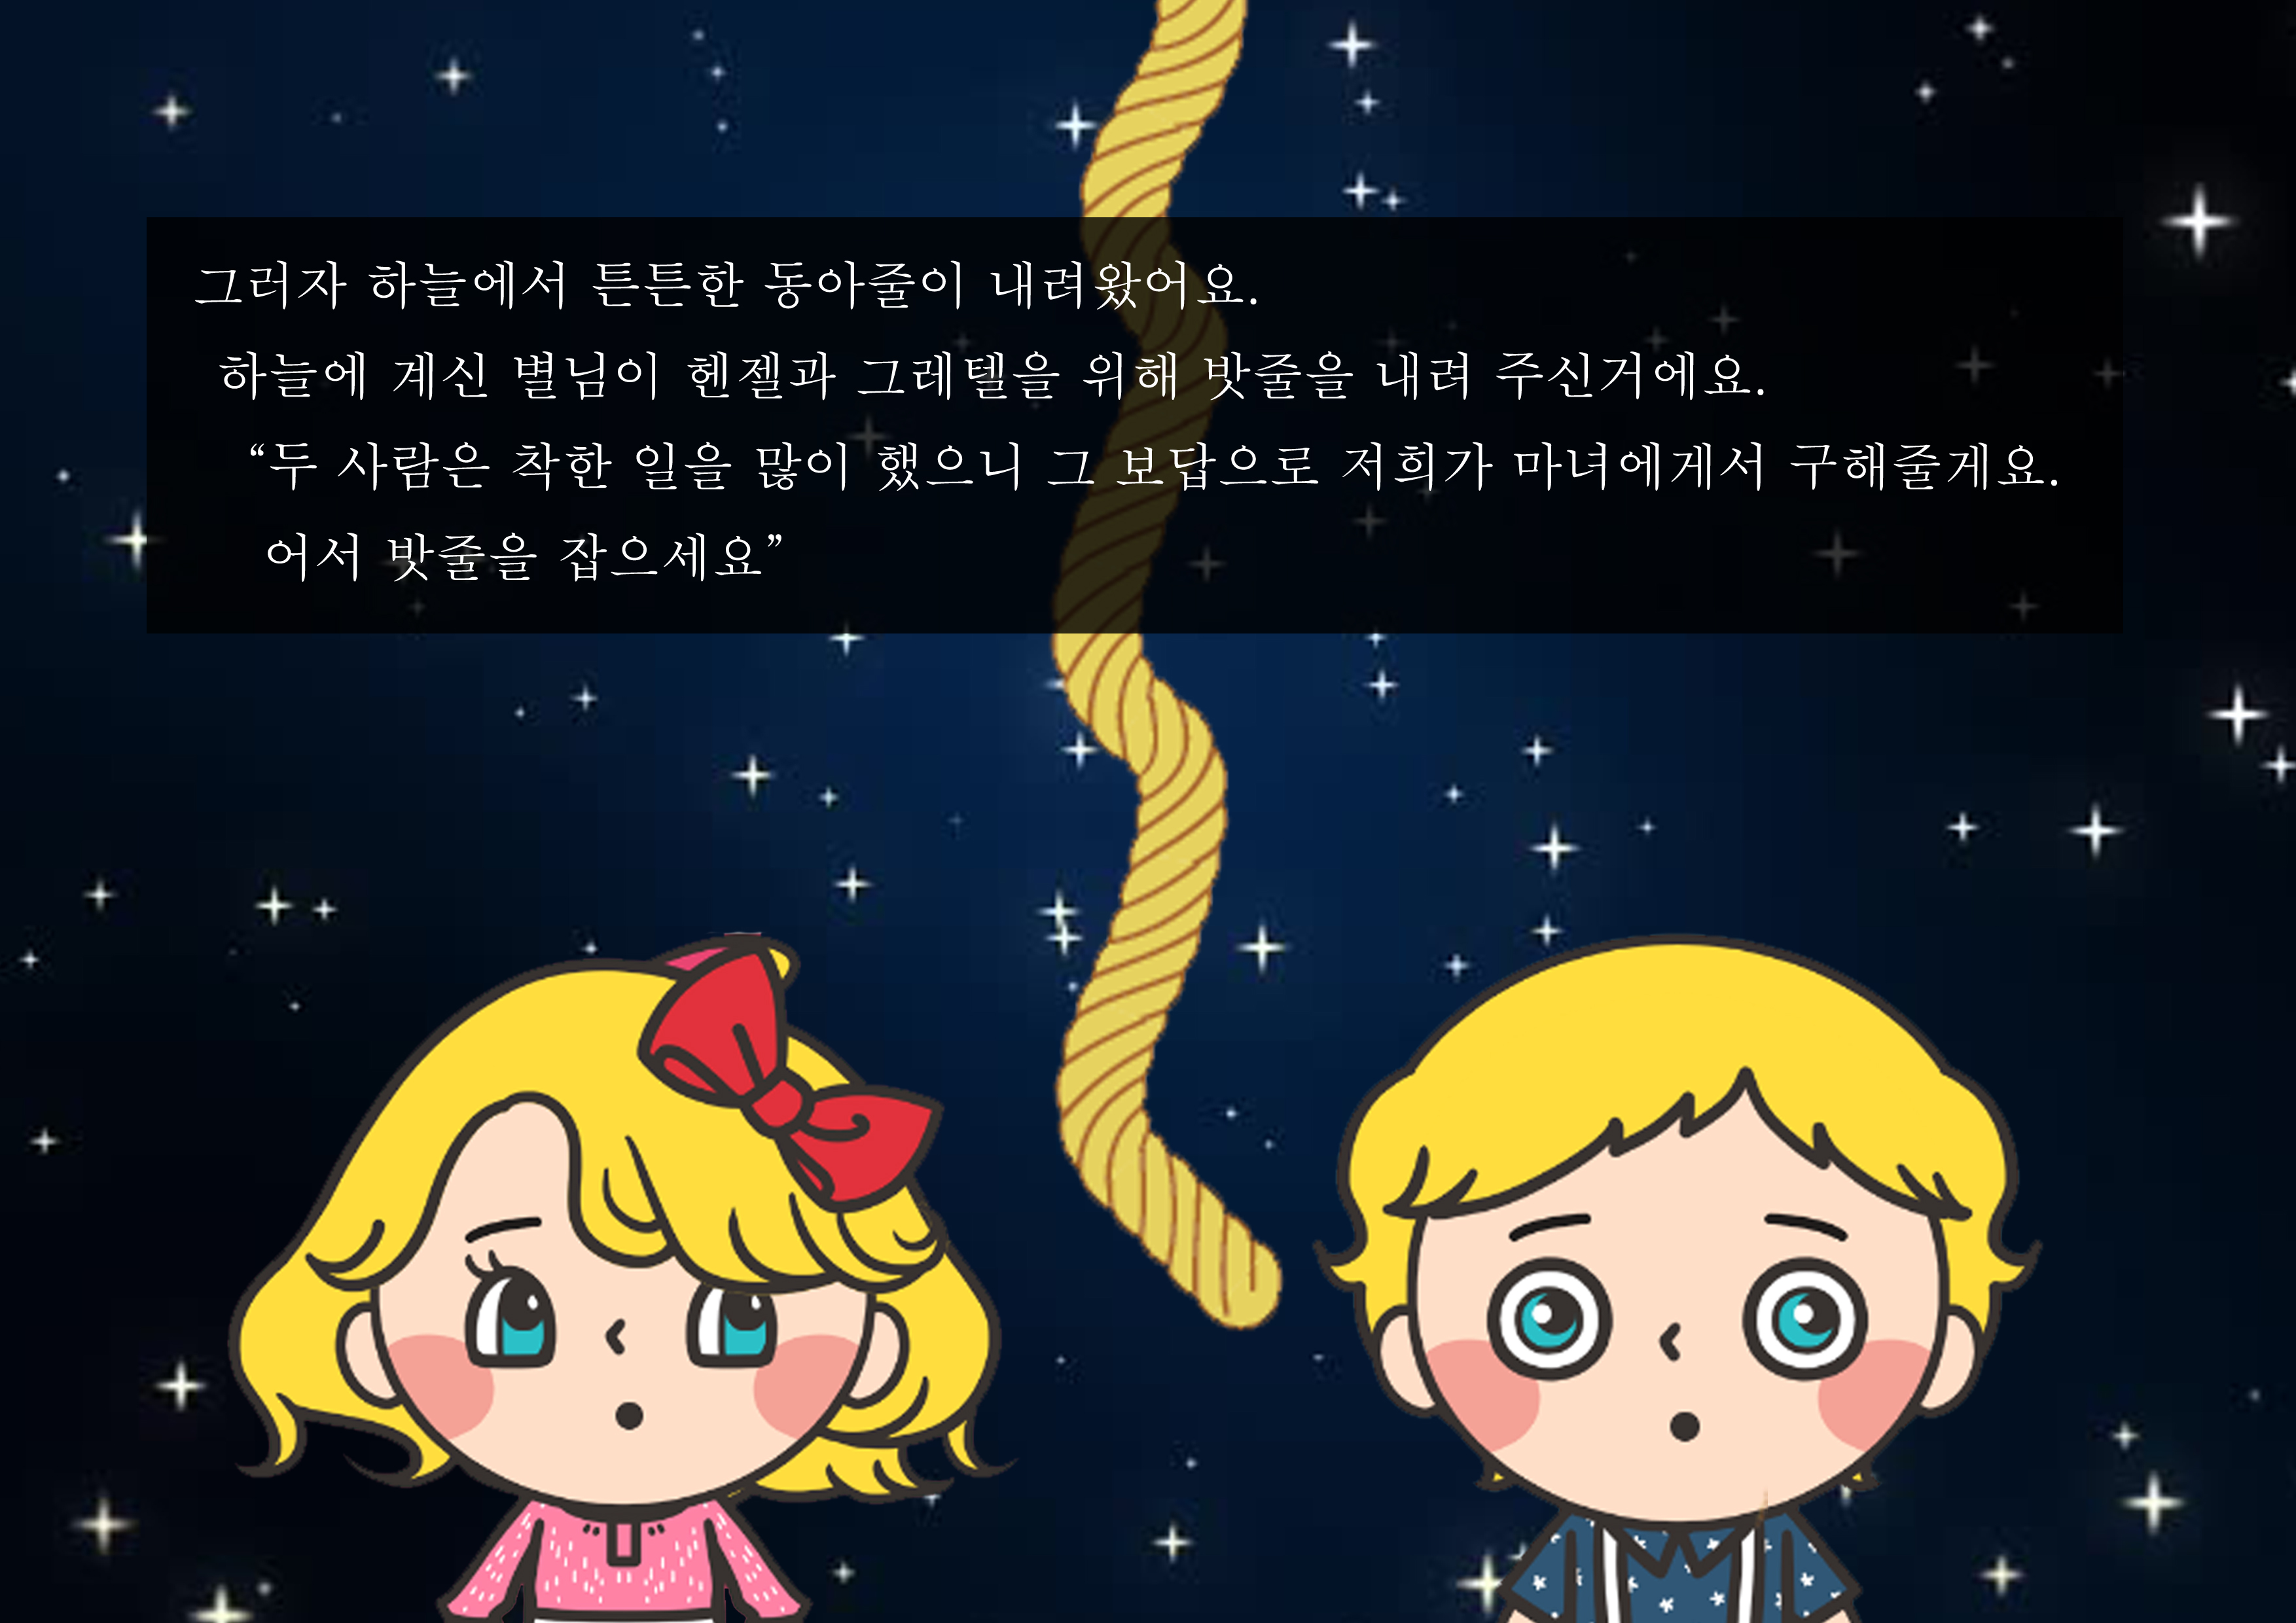 그러자 하늘에서 튼튼한 동아줄이 내려왔어요.
하늘에 계신 별님이 헨젤과 그레텔을 위해 밧줄을 내려 주신거에요.
“두 사람은 착한 일을 많이 했으니 그 보답으로 저희가 마녀에게서 구해줄게요.
어서 밧줄을 잡으세요”